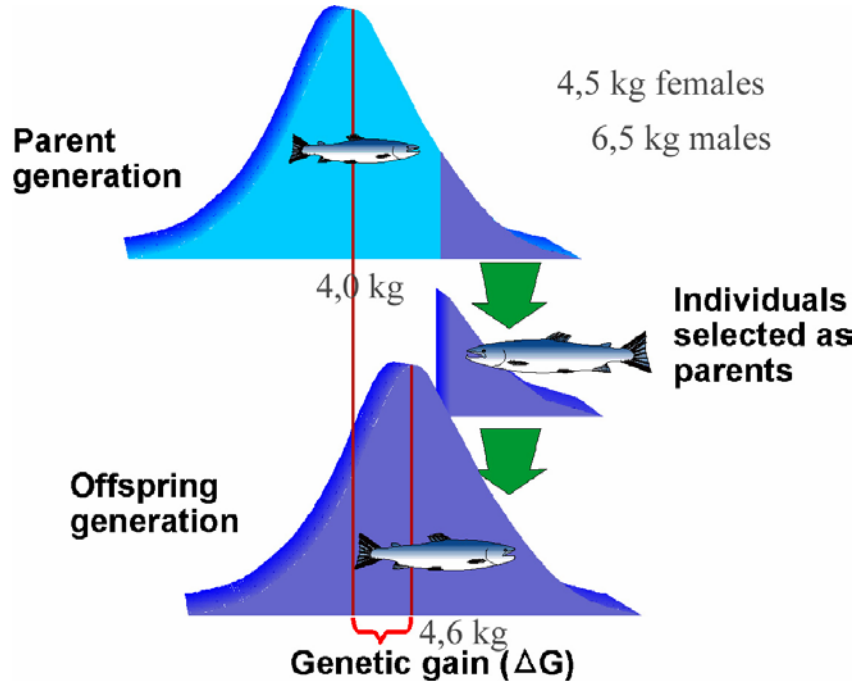 4,5 kg females
6,5 kg males
Parent
generation
4,0 kg
Individuals
selected as
parents
Offspring
generation
4,6 kg
Genetic gain (ΔG)